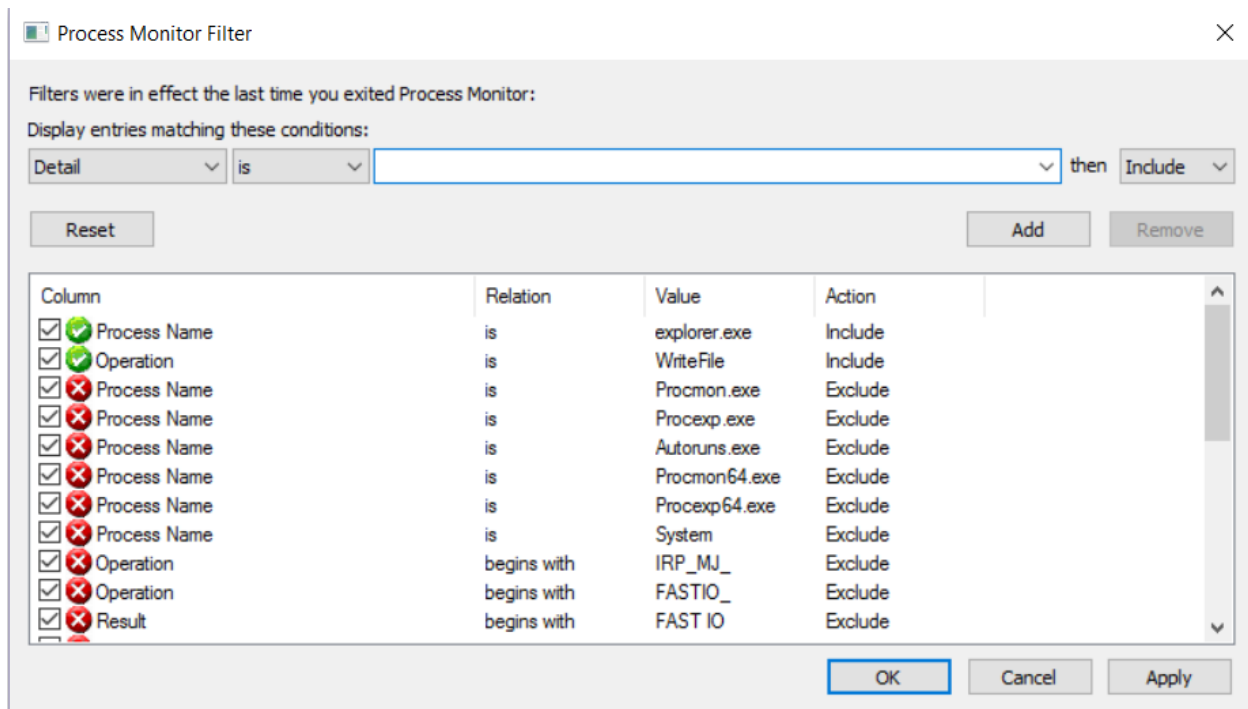 Process Monitor Filter
Filters were in effect the last time you exited Process Monitor:
Display entries matching these conditions:
Detail is then Include
Reset Add Remove
Column Relation Value Action
Process Name is explorer.exe Include
Operation is WriteFile Include
Process Name is Procmon.exe Exclude
Process Name is Procexp.exe Exclude
Process Name is Autoruns.exe Exclude
Process Name is Procmon64.exe Exclude
Process Name is Procexp64.exe Exclude
Process Name is System Exclude
Operation begins with IRP_MJ_ Exclude
Operation begins with FASTIO_ Exclude
Result begins with FAST IO Exclude
OK Cancel Apply